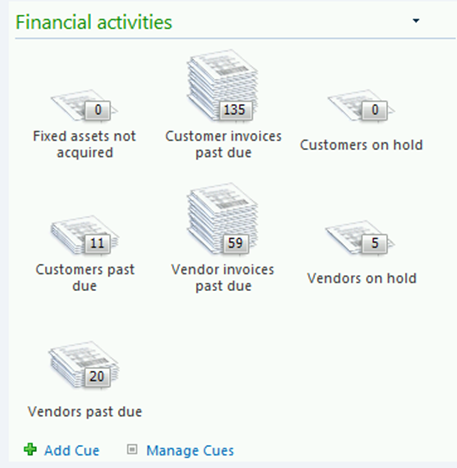 Financial activities
0
135
0
Fixed assets not
acquired
Customer invoices
past due
Customers on hold
11
59
5
Customers past
due
Vendor invoices
past due
Vendors on hold
20
Vendors past due
Add Cue
Manage Cues